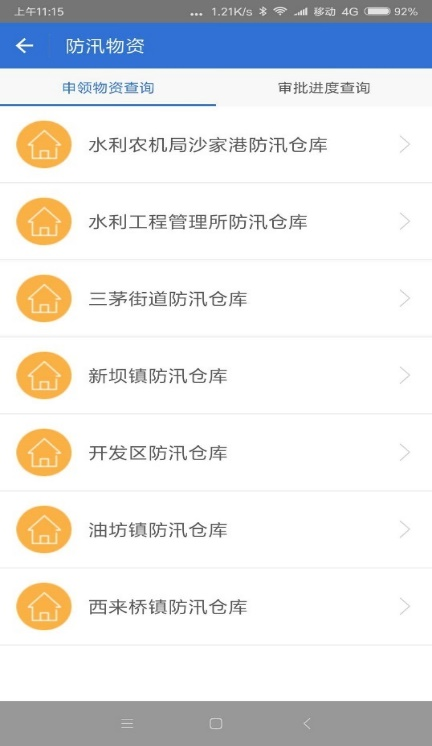 上午11:15 ... 1.21K/s 移动 4G 92%
防汛物资
申领物资查询 审批进度查询
水利农机局沙家港防汛仓库
水利工程管理所防汛仓库
三茅街道防汛仓库
新坝镇防汛仓库
开发区防汛仓库
油坊镇防汛仓库
西来桥镇防汛仓库